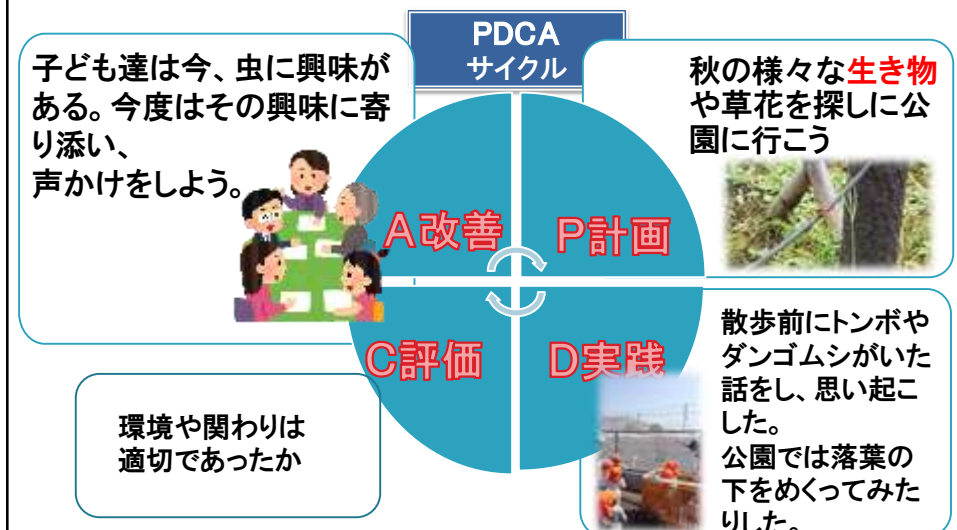 PDCA
サイクル
子ども達は今、虫に興味が
ある。今度はその興味に寄
り添い、
声かけをしよう。
秋の様々な生き物
や草花を探しに公
園に行こう
A改善
P計画
C評価
D実践
環境や関わりは
適切であったか
散歩前にトンボや
ダンゴムシがいた
話をし、思い起こ
した。
公園では落葉の
下をめくってみた
りした。